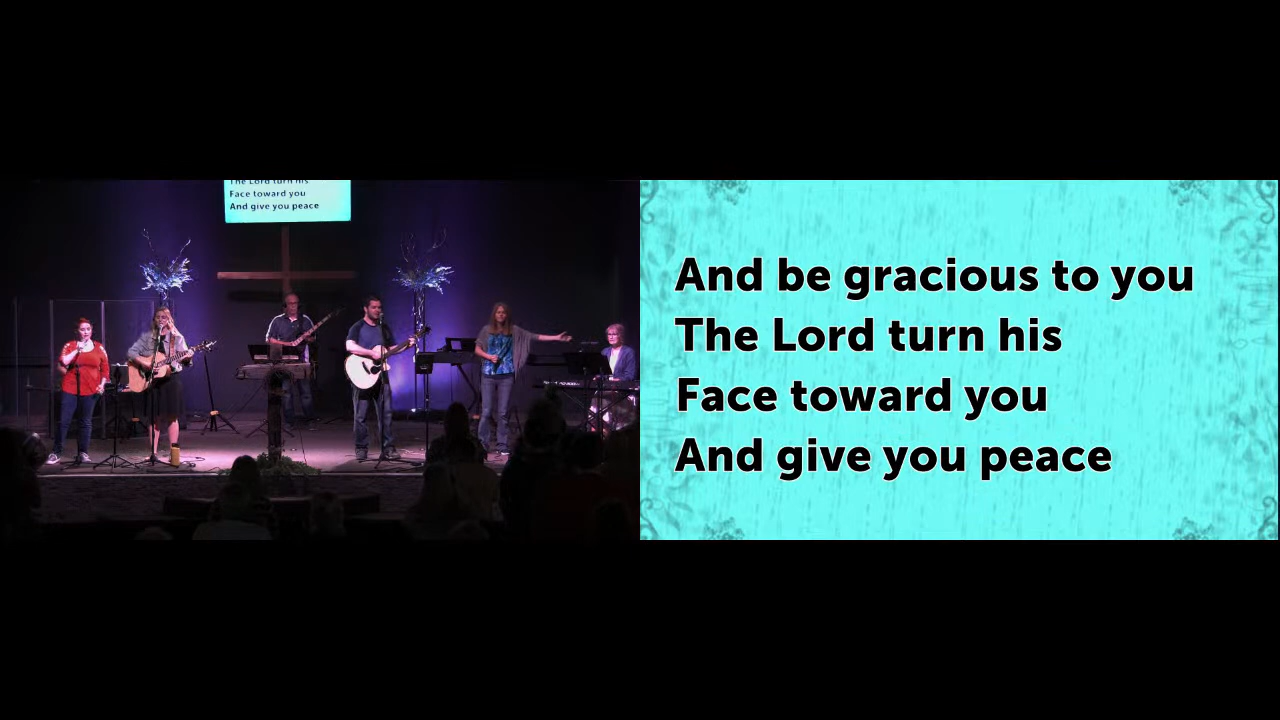 The Lord turn his
Face toward you
And give you peace
And be gracious to you
The Lord turn his
Face toward you
And give you peace